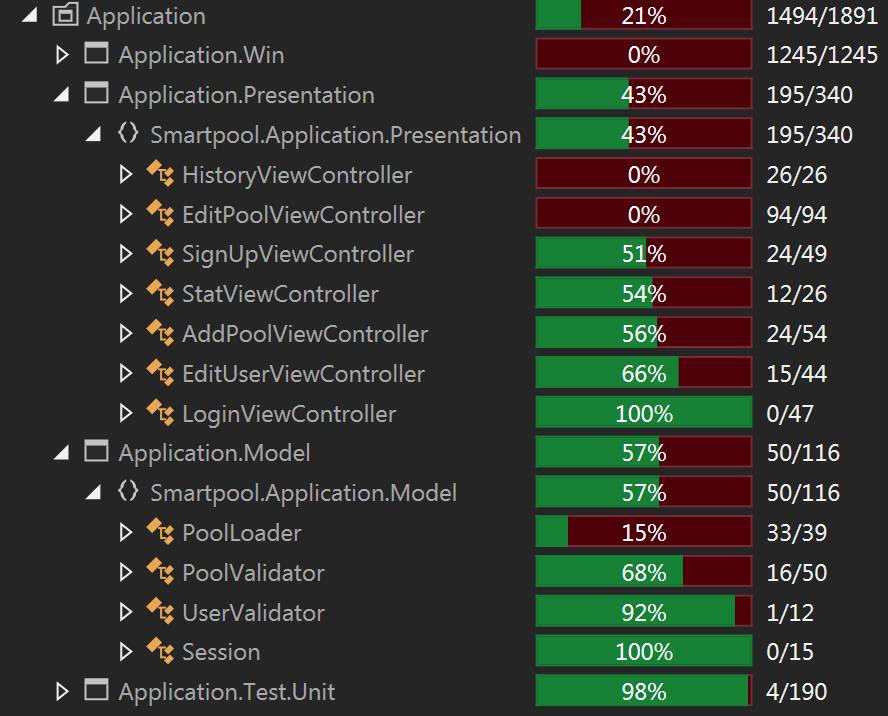 Application 21% 1494/1891
Application.Win 0% 1245/1245
Application.Presentation 43% 195/340
Smartpool.Application.Presentation 43% 195/340
HistoryViewController 0% 26/26
EditPoolViewController 0% 94/94
SignUpViewController 51% 24/49
StatViewController 54% 12/26
AddPoolViewController 56% 24/54
EditUserViewController 66% 15/44
LoginViewController 100% 0/47
Application.Model 57% 50/116
Smartpool.Application.Model 57% 50/116
PoolLoader 15% 33/39
PoolValidator 68% 16/50
UserValidator 92% 1/12
Session 100% 0/15
Application.Test.Unit 98% 4/190